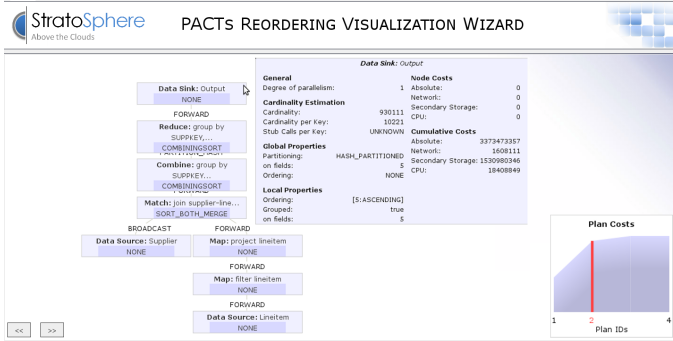 StratoSphere
Above the Clouds
PACTs Reordering Visualization Wizard
Data Sink: Output
NONE
FORWARD
Reduce: group by
SUPPKEY,...
COMBININGSORT
PARTITION_HASH
Combine: group by
SUPPKEY...
COMBININGSORT
FORWARD
Match: join supplier-line...
SORT_BOTH_MERGE
BROADCAST FORWARD
Data Source: Supplier Map: project lineitem
NONE NONE
FORWARD
Map: filter lineitem
NONE
FORWARD
Data Source: Lineitem
NONE
<< >>
Data Sink: Output
General
Degree of parallelism: 1
Cardinality Estimation
Cardinality: 930111
Cardinality per Key: 10221
Stub Calls per Key: UNKNOWN
Global Properties
Partitioning: HASH_PARTITIONED
on fields: 5
Ordering: NONE
Local Properties
Ordering: [5:ASCENDING]
Grouped: true
on fields: 5
Node Costs
Absolute: 0
Network: 0
Secondary Storage: 0
CPU: 0
Cumulative Costs
Absolute: 3373473357
Network: 1608111
Secondary Storage: 1530980346
CPU: 18408849
Plan Costs
1 2 4
Plan IDs